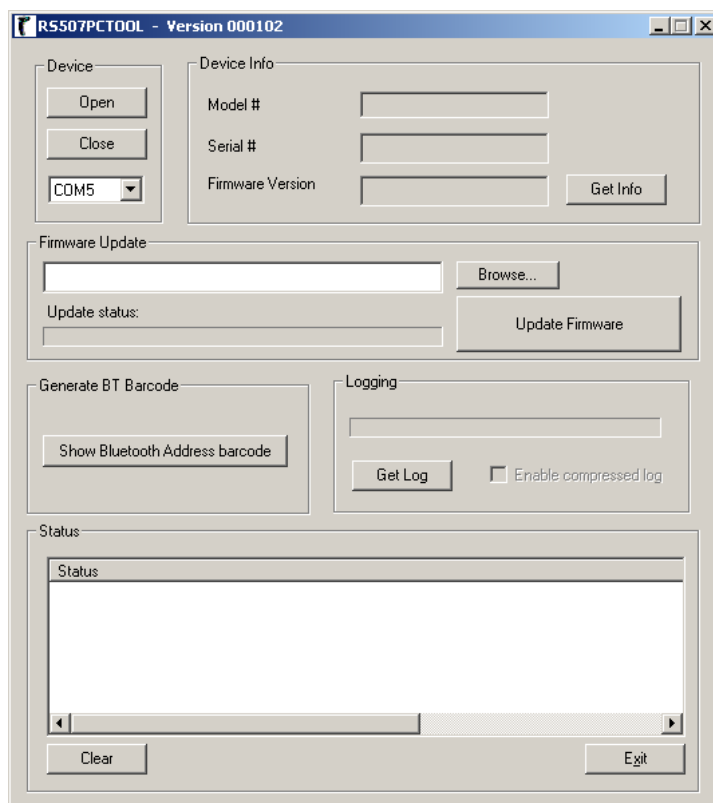 RS507PCTOOL - Version 000102
Device
Open
Close
COM5
Device Info
Model #
Serial #
Firmware Version
Get Info
Firmware Update
Browse...
Update status:
Update Firmware
Generate BT Barcode
Show Bluetooth Address barcode
Logging
Get Log
Enable compressed log
Status
Status
Clear
Exit